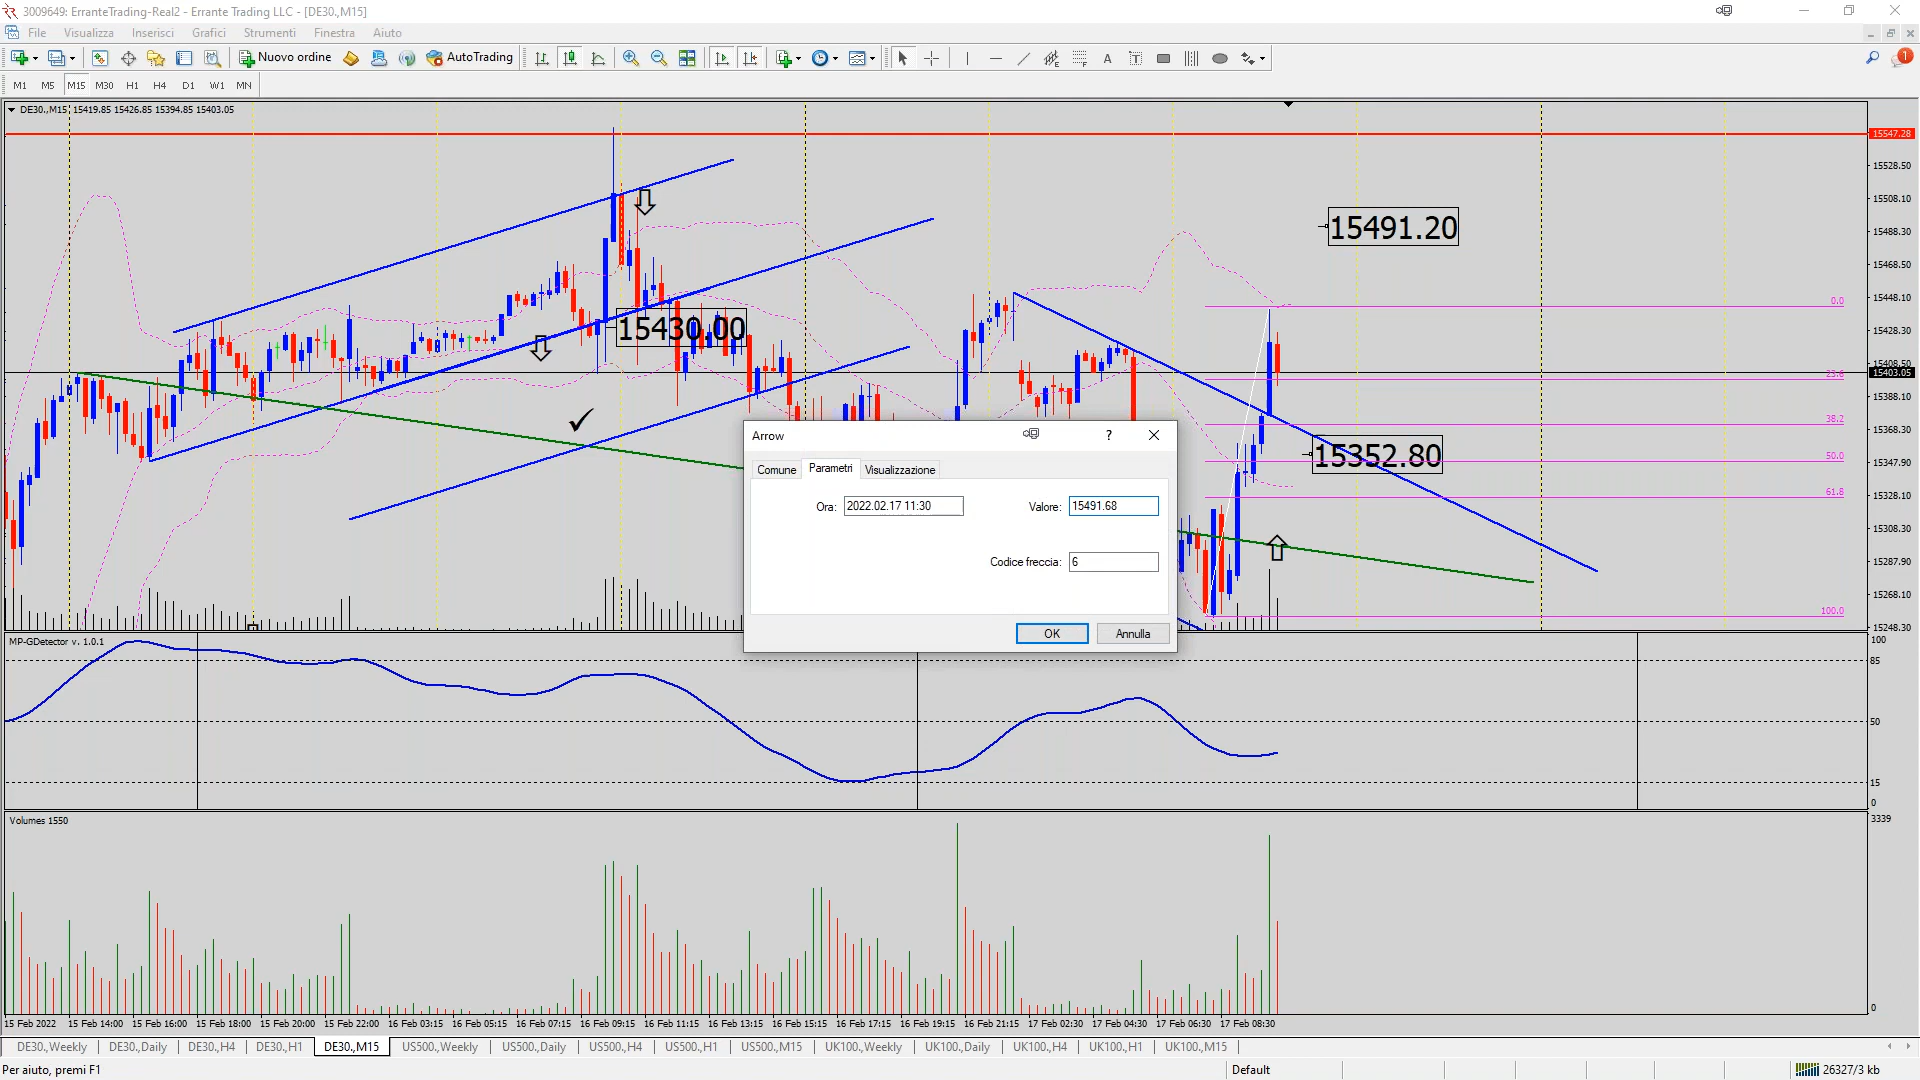 3009649: ErranteTrading-Real2 - Errante Trading LLC - [DE30.,M15]
File Visualizza Inserisci Grafici Strumenti Finestra Aiuto
Nuovo ordine AutoTrading
M1 M5 M15 M30 H1 H4 D1 W1 MN
DE30.,M15 15419.85 15426.85 15394.85 15403.05
15547.28
15528.50
15508.10
15491.20
15488.30
15468.50
15448.10
0.0
15430.00
15428.30
15408.50
15403.05
23.6
15388.10
38.2
15368.30
15352.80
50.0
15347.90
61.8
15328.10
15308.30
15287.90
15268.10
100.0
15248.30
Arrow
Comune Parametri Visualizzazione
Ora: 2022.02.17 11:30 Valore: 15491.68
Codice freccia: 6
OK Annulla
MP-GDetector v. 1.0.1
100
85
50
15
0
Volumes 1550
3339
0
15 Feb 2022 15 Feb 14:00 15 Feb 16:00 15 Feb 18:00 15 Feb 20:00 15 Feb 22:00 16 Feb 03:15 16 Feb 05:15 16 Feb 07:15 16 Feb 09:15 16 Feb 11:15 16 Feb 13:15 16 Feb 15:15 16 Feb 17:15 16 Feb 19:15 16 Feb 21:15 17 Feb 02:30 17 Feb 04:30 17 Feb 06:30 17 Feb 08:30
DE30.,Weekly DE30.,Daily DE30.,H4 DE30.,H1 DE30.,M15 US500.,Weekly US500.,Daily US500.,H4 US500.,H1 US500.,M15 UK100.,Weekly UK100.,Daily UK100.,H4 UK100.,H1 UK100.,M15
Per aiuto, premi F1 Default 26327/3 kb